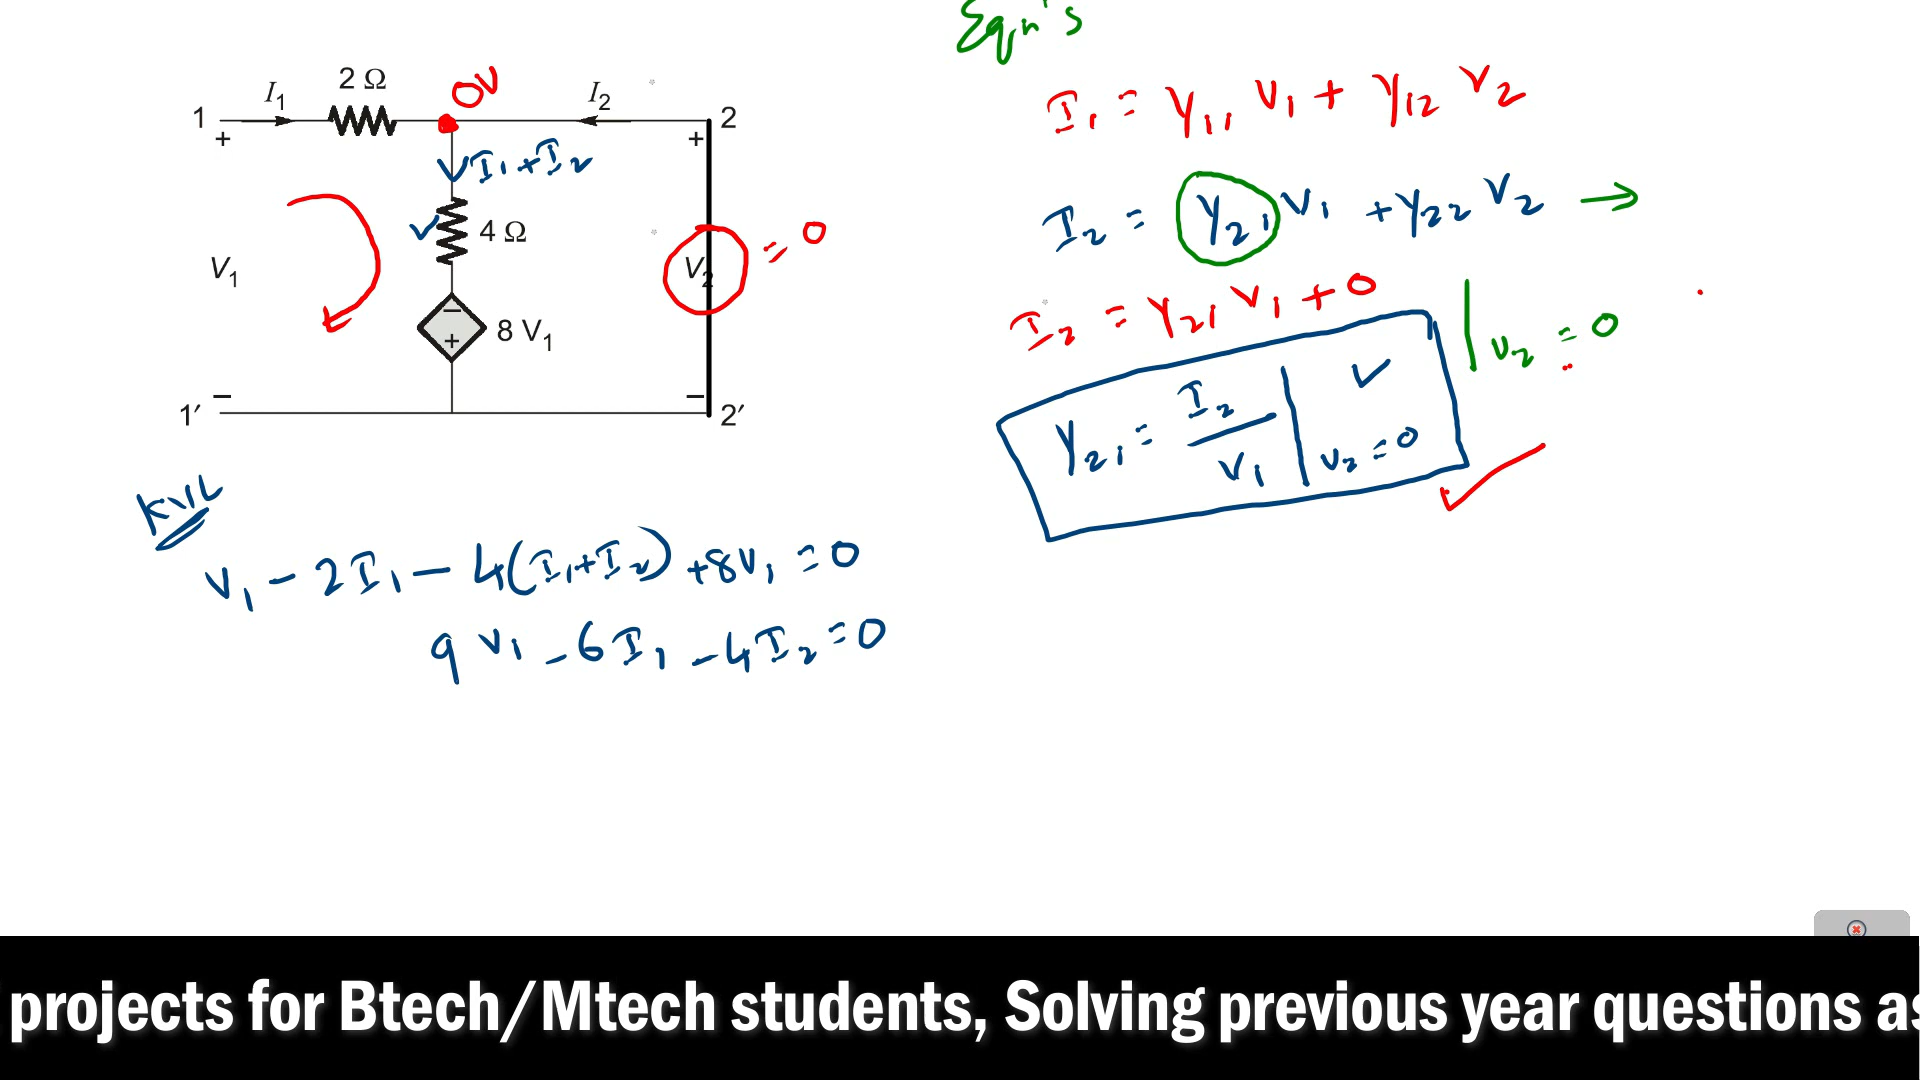 Eqn's
I1 = Y11 V1 + Y12 V2
I2 = Y21 V1 + Y22 V2 →
I2 = Y21 V1 + 0 | V2 = 0
Y21 = I2 / V1 | V2 = 0 ✓
2 Ω
0V
1 I1 I2 2
+ +
I1 + I2
4 Ω
V1 V2 = 0
−
+ 8 V1
− −
1′ 2′
KVL
V1 − 2I1 − 4(I1+I2) + 8V1 = 0
9V1 − 6I1 − 4I2 = 0
projects for Btech/Mtech students, Solving previous year questions as